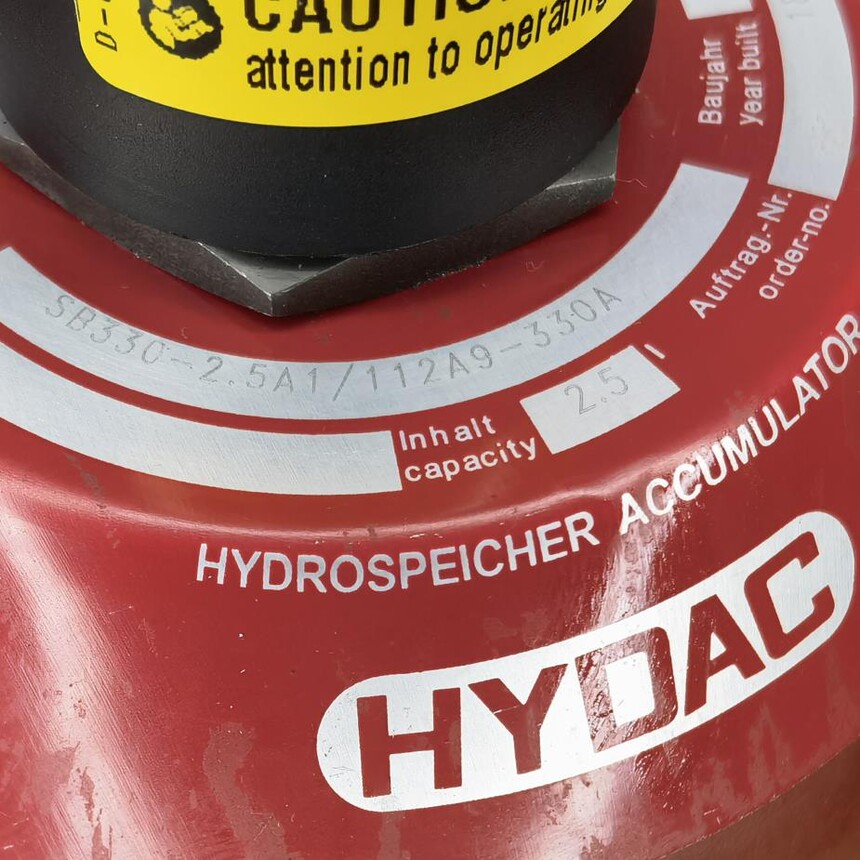 CAUTION
attention to operating
Baujahr
year built
Auftrag.-Nr.
order-no.
SB330-2.5A1/112A9-330A
Inhalt
capacity
2.5 l
HYDROSPEICHER ACCUMULATOR
HYDAC